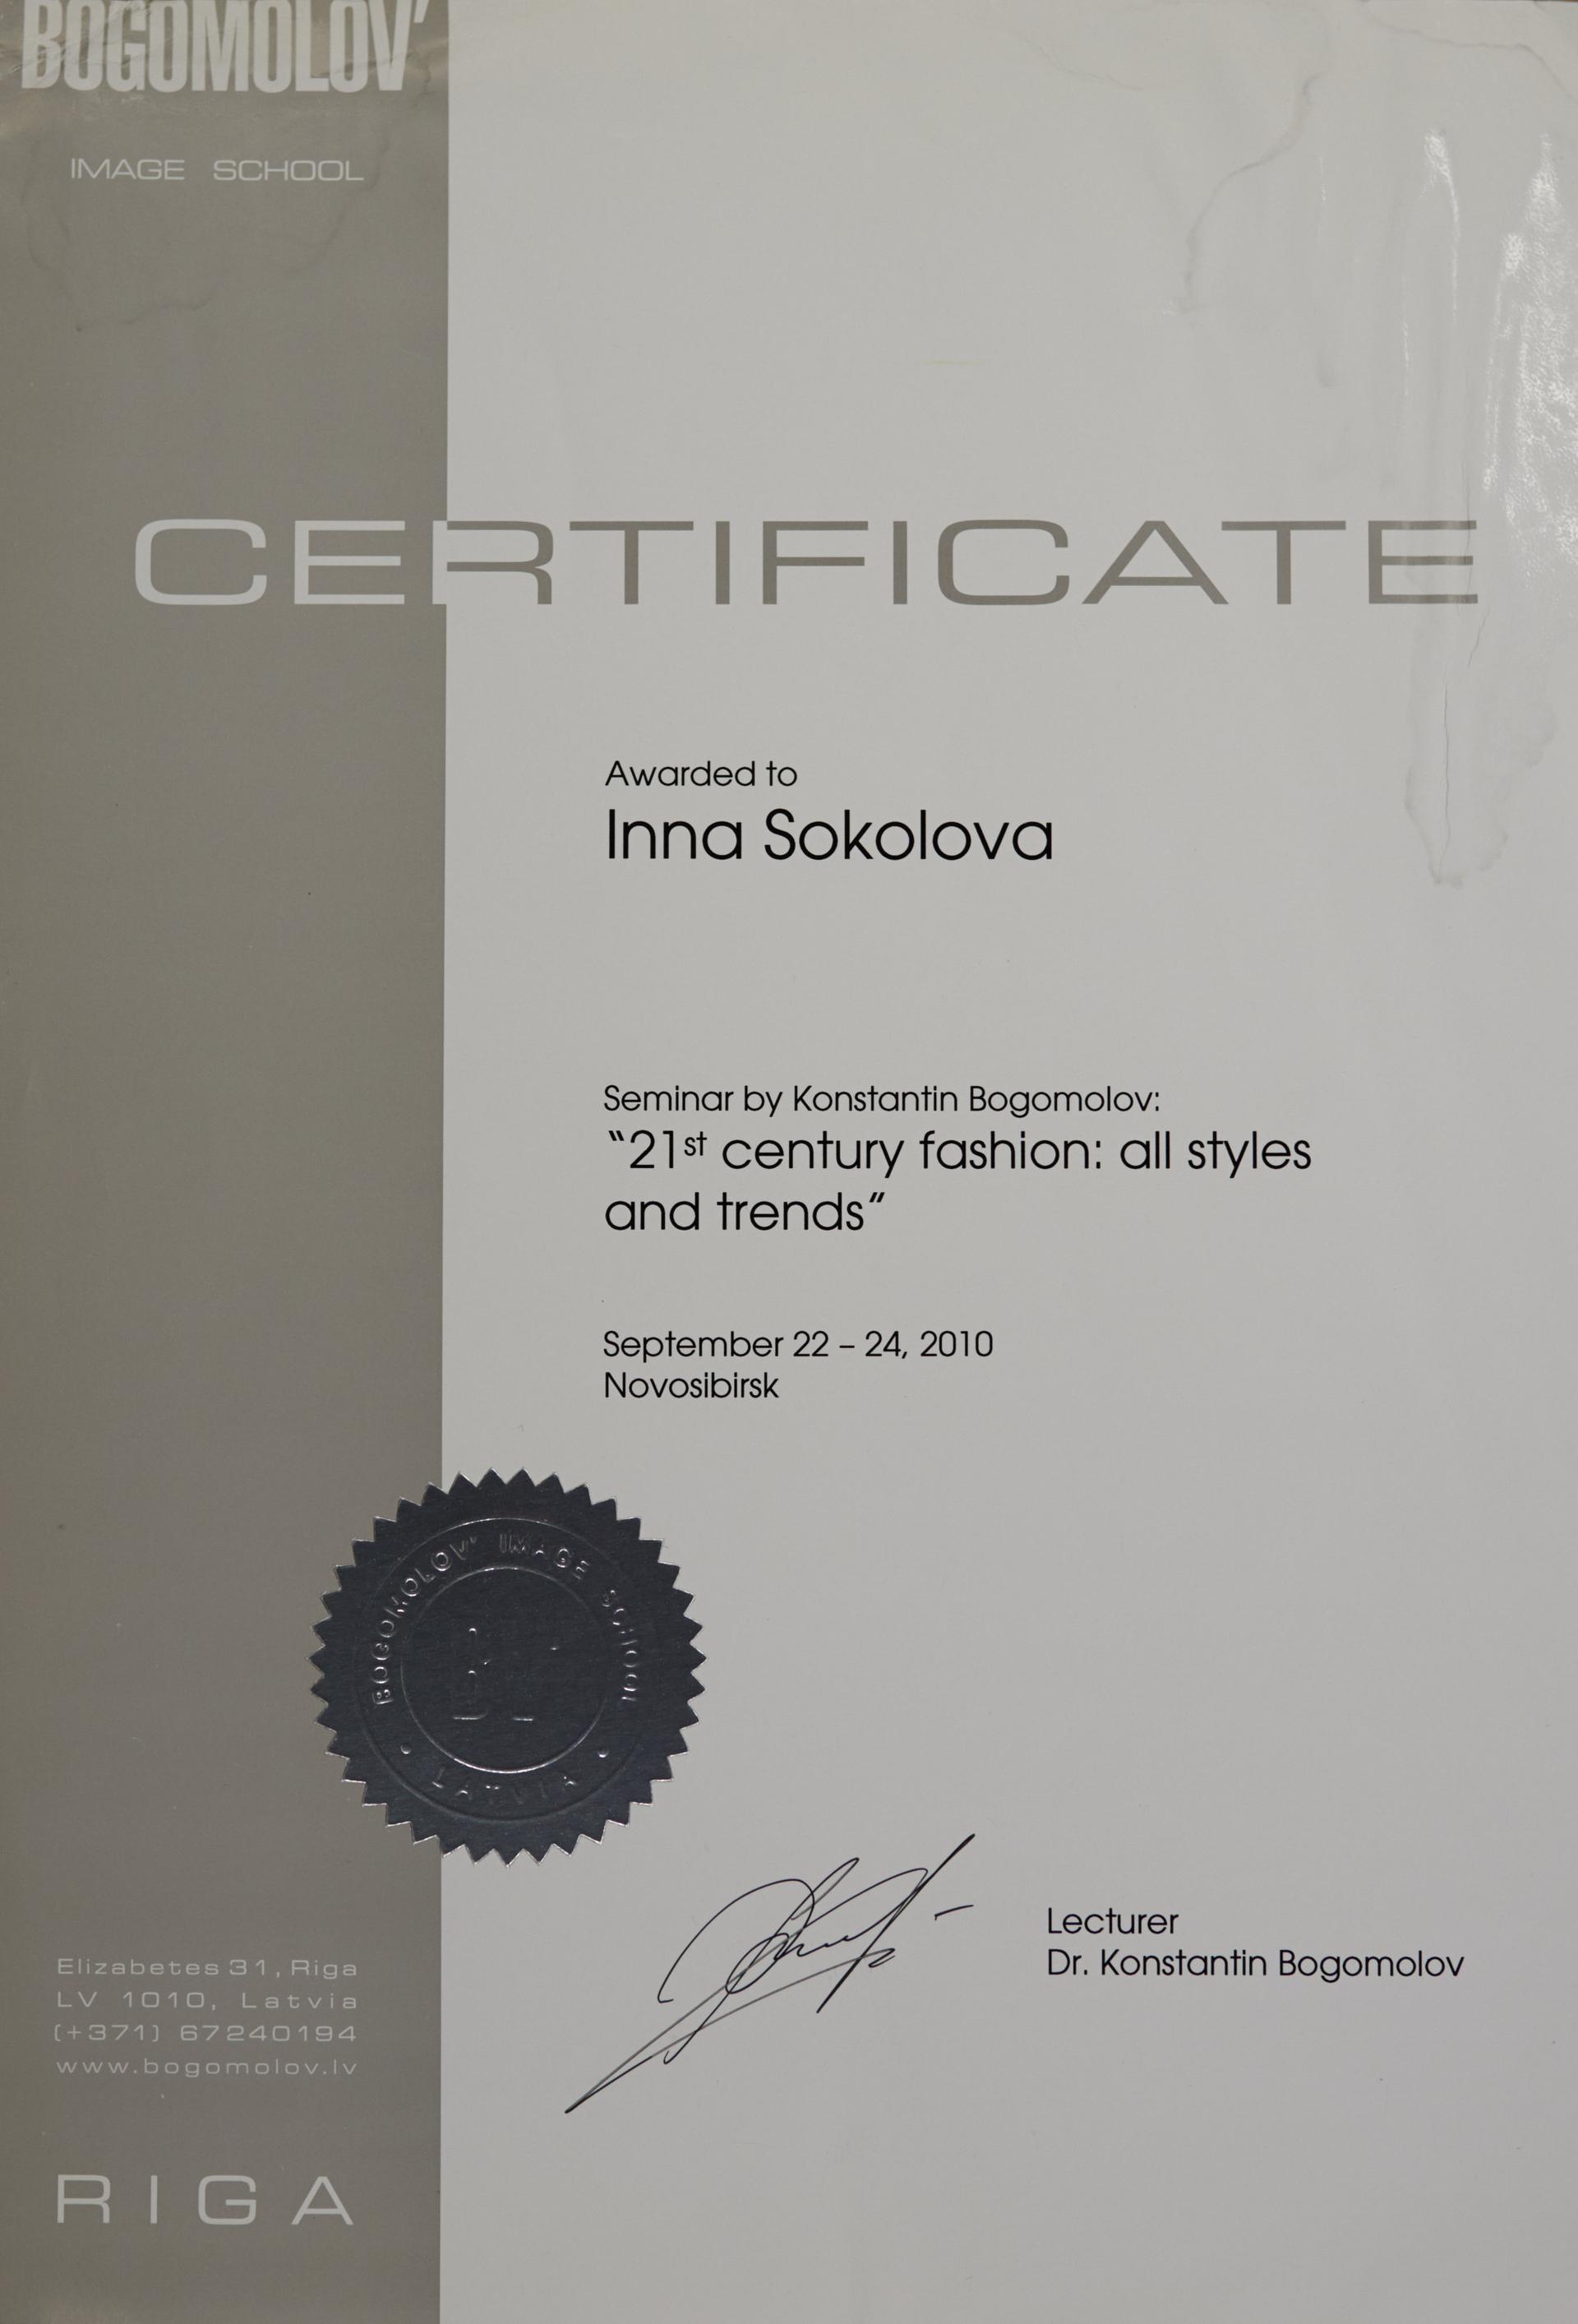 BOGOMOLOV'
IMAGE SCHOOL
CERTIFICATE
Awarded to
Inna Sokolova
Seminar by Konstantin Bogomolov:
“21st century fashion: all styles
and trends“
September 22 – 24, 2010
Novosibirsk
BOGOMOLOV' IMAGE SCHOOL
• LATVIA •
Lecturer
Dr. Konstantin Bogomolov
Elizabetes 31, Riga
LV 1010, Latvia
(+371) 67240194
www.bogomolov.lv
RIGA